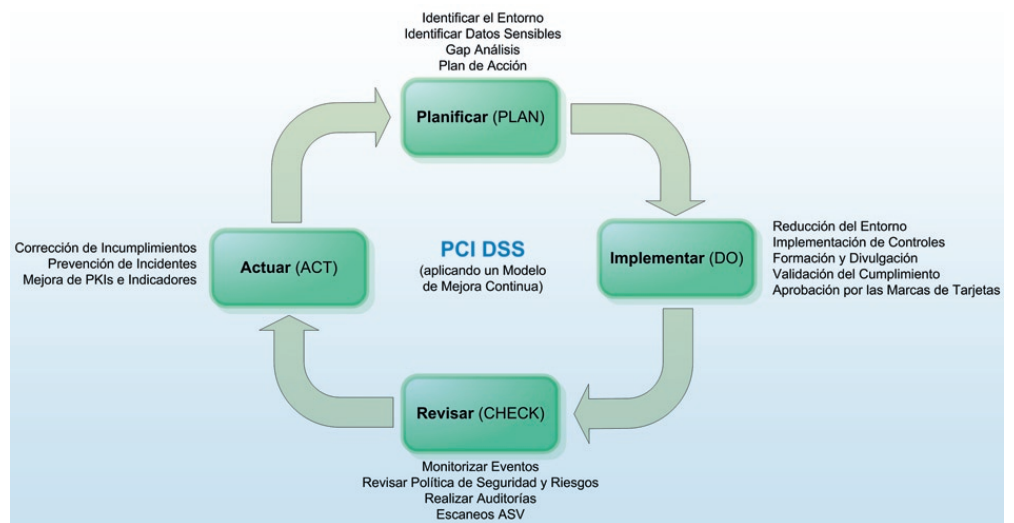 Identificar el Entorno
Identificar Datos Sensibles
Gap Análisis
Plan de Acción
Planificar (PLAN)
Reducción del Entorno
Implementación de Controles
Formación y Divulgación
Validación del Cumplimiento
Aprobación por las Marcas de Tarjetas
Implementar (DO)
PCI DSS
(aplicando un Modelo
de Mejora Continua)
Corrección de Incumplimientos
Prevención de Incidentes
Mejora de PKIs e Indicadores
Actuar (ACT)
Revisar (CHECK)
Monitorizar Eventos
Revisar Política de Seguridad y Riesgos
Realizar Auditorías
Escaneos ASV